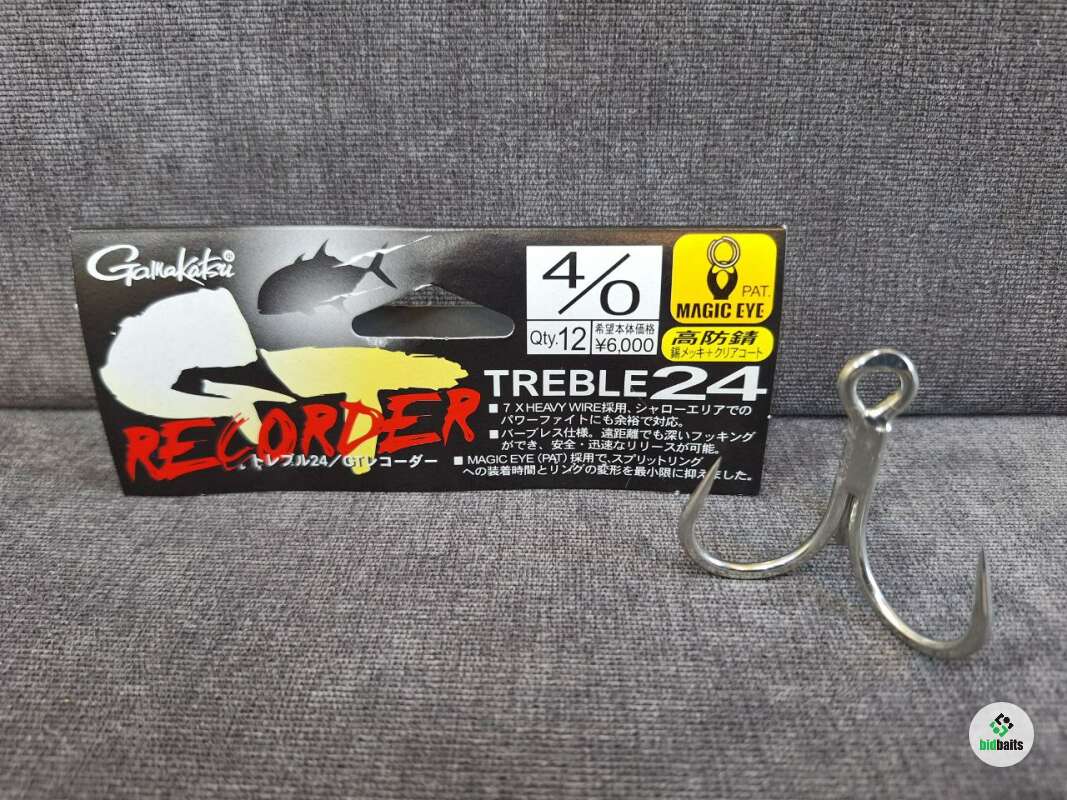 Gamakatsu
4/0
Qty.12
希望本体価格
¥6,000
PAT.
MAGIC EYE
高防錆
錫メッキ+クリアコート
GT
RECORDER
トレブル24/GTレコーダー
TREBLE24
■7 X HEAVY WIRE採用、シャローエリアでの
パワーファイトにも余裕で対応。
■バーブレス仕様。遠距離でも深いフッキング
ができ、安全・迅速なリリースが可能。
■MAGIC EYE (PAT) 採用で、スプリットリング
への装着時間とリングの変形を最小限に抑えました。
bidbaits